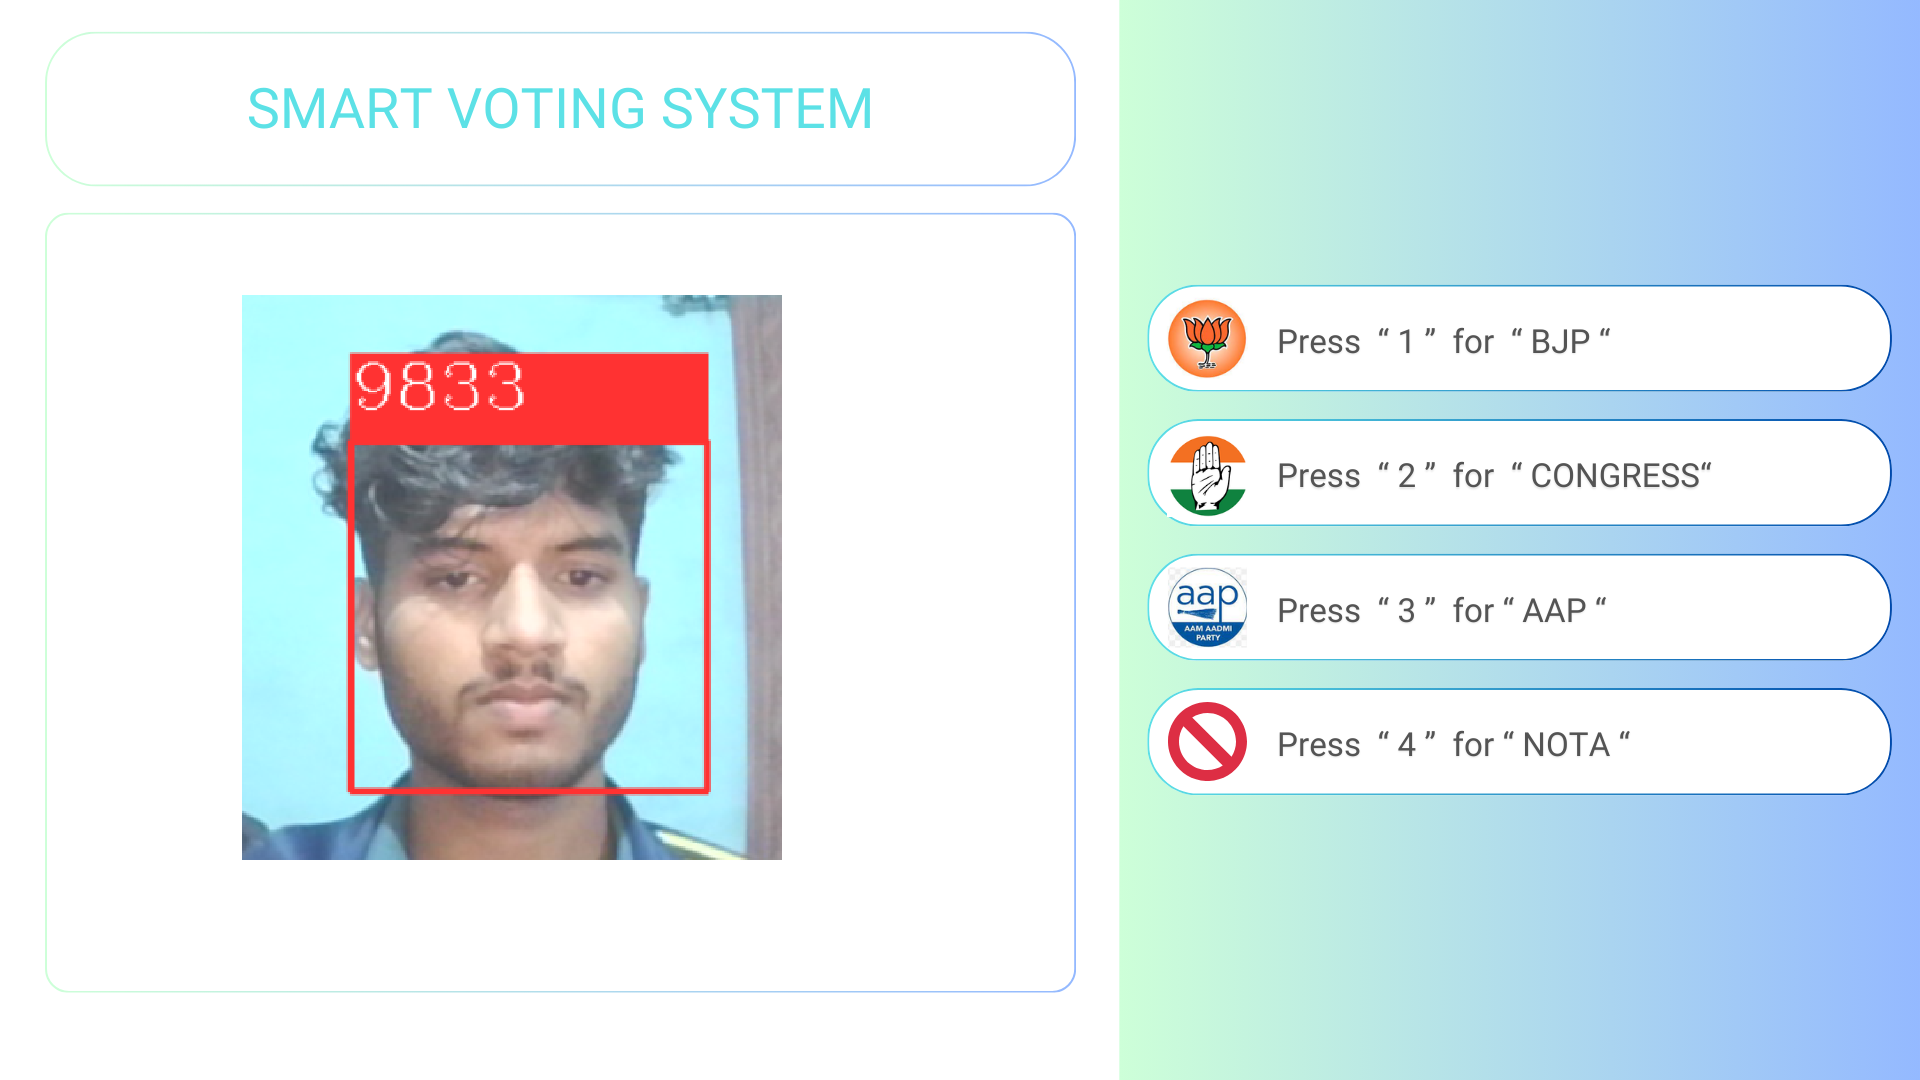 SMART VOTING SYSTEM
9833
Press “ 1 ” for “ BJP “
Press “ 2 ” for “ CONGRESS“
aap
AAM AADMI
PARTY
Press “ 3 ” for “ AAP “
Press “ 4 ” for “ NOTA “